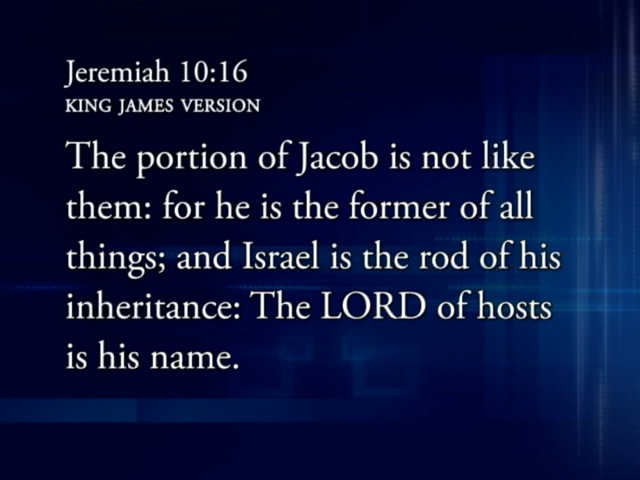 Jeremiah 10:16
KING JAMES VERSION
The portion of Jacob is not like
them: for he is the former of all
things; and Israel is the rod of his
inheritance: The LORD of hosts
is his name.